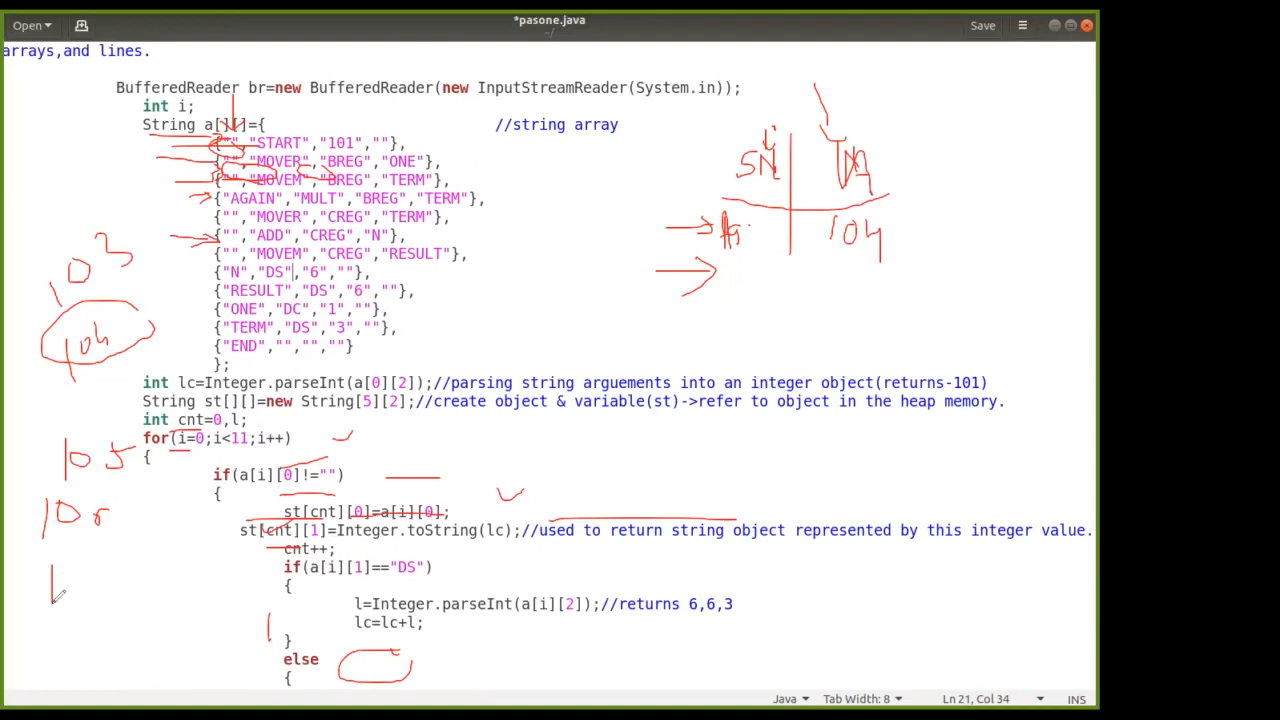 Open
*pasone.java
~/
Save
arrays,and lines.
BufferedReader br=new BufferedReader(new InputStreamReader(System.in));
int i;
String a[][]={ //string array
{"","START","101",""},
{"","MOVER","BREG","ONE"},
{"","MOVEM","BREG","TERM"},
{"AGAIN","MULT","BREG","TERM"},
{"","MOVER","CREG","TERM"},
{"","ADD","CREG","N"},
{"","MOVEM","CREG","RESULT"},
{"N","DS","6",""},
{"RESULT","DS","6",""},
{"ONE","DC","1",""},
{"TERM","DS","3",""},
{"END","","",""}
};
int lc=Integer.parseInt(a[0][2]);//parsing string arguements into an integer object(returns-101)
String st[][]=new String[5][2];//create object & variable(st)->refer to object in the heap memory.
int cnt=0,l;
for(i=0;i<11;i++)
{
if(a[i][0]!="")
{
st[cnt][0]=a[i][0];
st[cnt][1]=Integer.toString(lc);//used to return string object represented by this integer value.
cnt++;
if(a[i][1]=="DS")
{
l=Integer.parseInt(a[i][2]);//returns 6,6,3
lc=lc+l;
}
else
{
SN
104
103
104
105
Java
Tab Width: 8
Ln 21, Col 34
INS